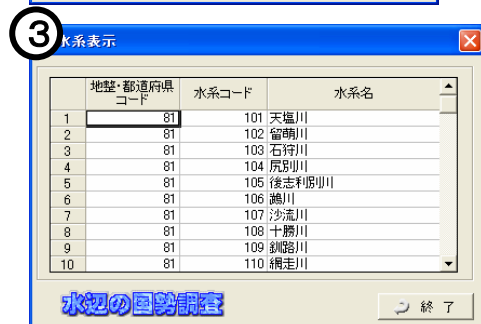 ③
水系表示
地整・都道府県コード 水系コード 水系名
1 81 101 天塩川
2 81 102 留萌川
3 81 103 石狩川
4 81 104 尻別川
5 81 105 後志利別川
6 81 106 鵡川
7 81 107 沙流川
8 81 108 十勝川
9 81 109 釧路川
10 81 110 網走川
水辺の国勢調査
終 了